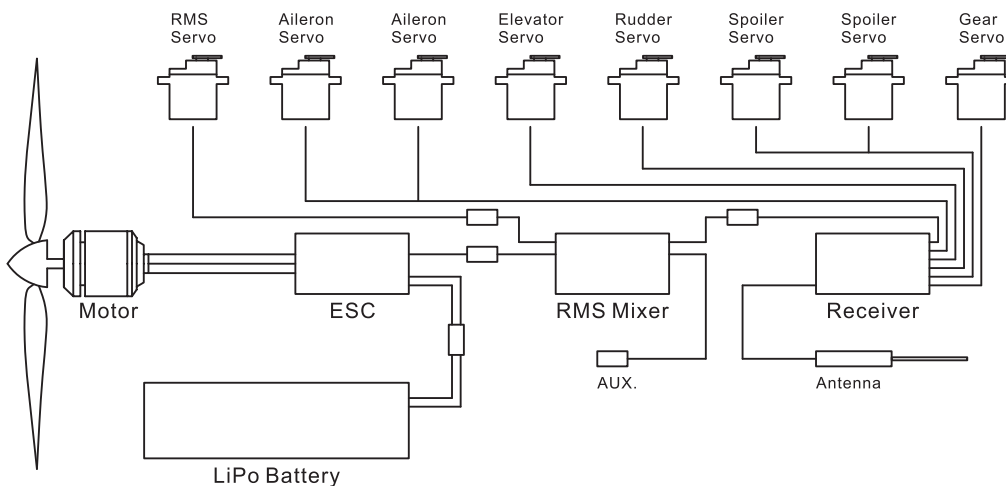 RMS
Servo
Aileron
Servo
Aileron
Servo
Elevator
Servo
Rudder
Servo
Spoiler
Servo
Spoiler
Servo
Gear
Servo
Motor
ESC
RMS Mixer
Receiver
AUX.
Antenna
LiPo Battery